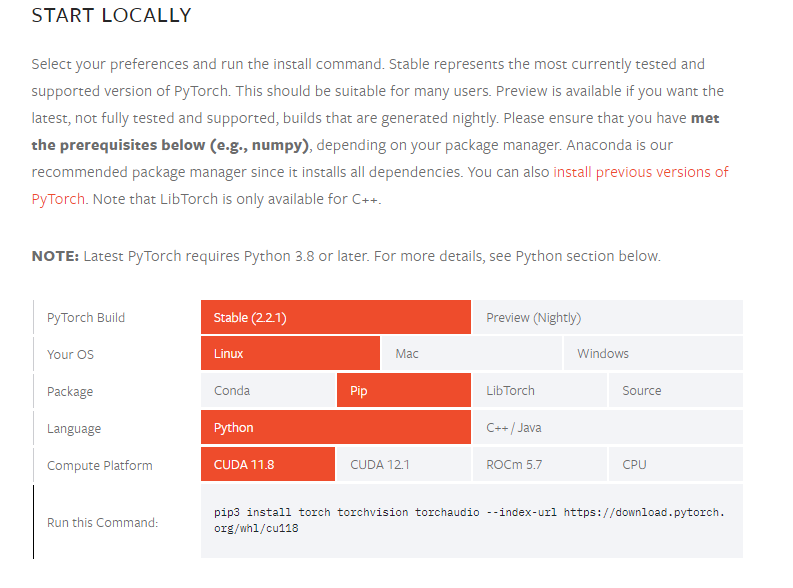 START LOCALLY
Select your preferences and run the install command. Stable represents the most currently tested and
supported version of PyTorch. This should be suitable for many users. Preview is available if you want the
latest, not fully tested and supported, builds that are generated nightly. Please ensure that you have met
the prerequisites below (e.g., numpy), depending on your package manager. Anaconda is our
recommended package manager since it installs all dependencies. You can also install previous versions of
PyTorch. Note that LibTorch is only available for C++.
NOTE: Latest PyTorch requires Python 3.8 or later. For more details, see Python section below.
PyTorch Build Stable (2.2.1) Preview (Nightly)
Your OS Linux Mac Windows
Package Conda Pip LibTorch Source
Language Python C++ / Java
Compute Platform CUDA 11.8 CUDA 12.1 ROCm 5.7 CPU
Run this Command: pip3 install torch torchvision torchaudio --index-url https://download.pytorch.
org/whl/cu118